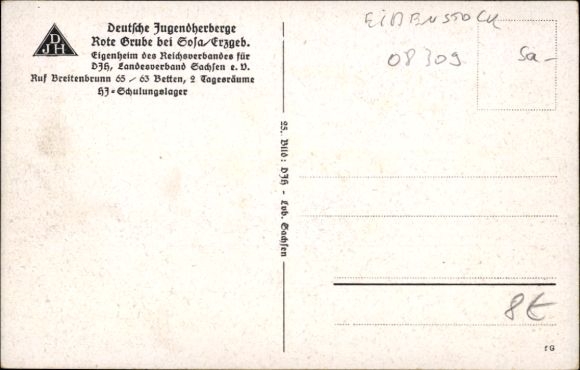 DJH
Deutsche Jugendherberge
Rote Grube bei Sosa/Erzgeb.
Eigenheim des Reichsverbandes für
DJH, Landesverband Sachsen e. V.
Ruf Breitenbrunn 65 / 63 Betten, 2 Tagesräume
HJ=Schulungslager
25. Bild: DJH - Lvb. Sachsen
EIBENSTOCK
08309
Sa-
8€
fG